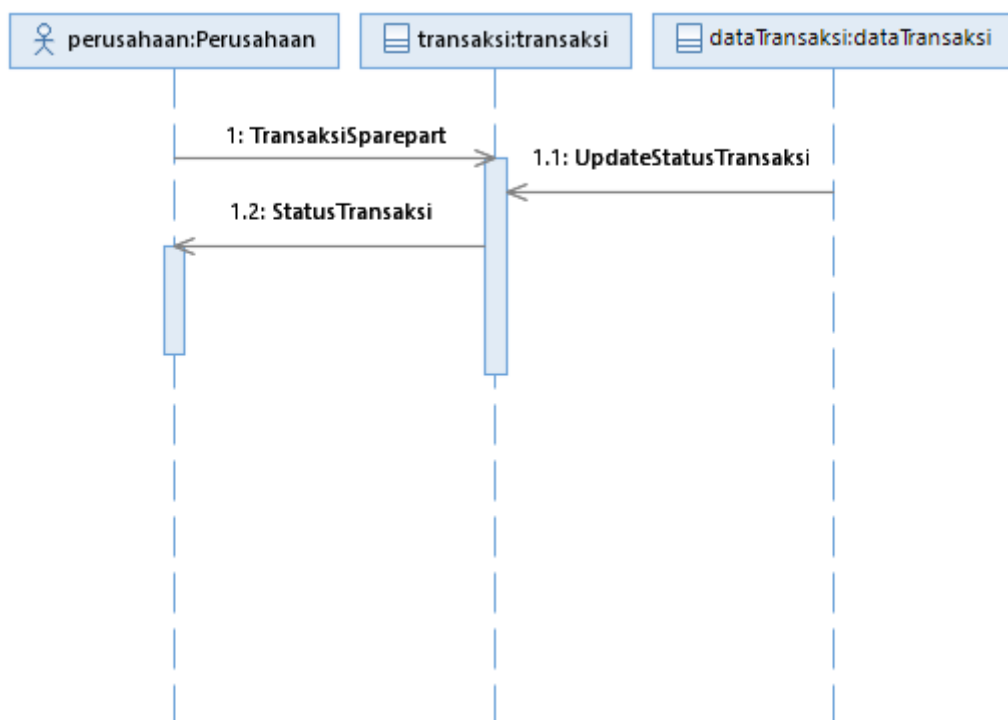 perusahaan:Perusahaan
transaksi:transaksi
dataTransaksi:dataTransaksi
1: TransaksiSparepart
1.1: UpdateStatusTransaksi
1.2: StatusTransaksi